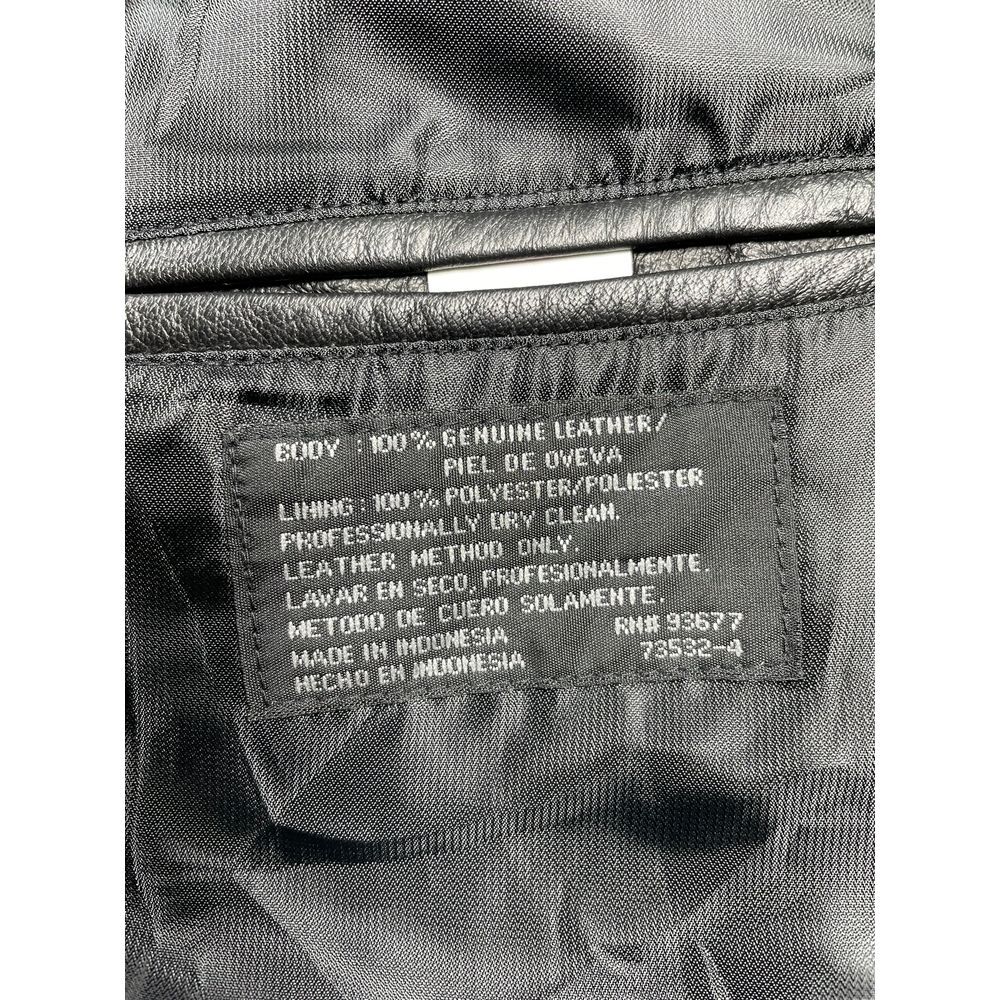 BODY : 100% GENUINE LEATHER/
PIEL DE OVEVA
LINING : 100% POLYESTER/POLIESTER
PROFESSIONALLY DRY CLEAN.
LEATHER METHOD ONLY.
LAVAR EN SECO, PROFESIONALMENTE.
METODO DE CUERO SOLAMENTE.
MADE IN INDONESIA RN# 93677
HECHO EN INDONESIA 73532-4